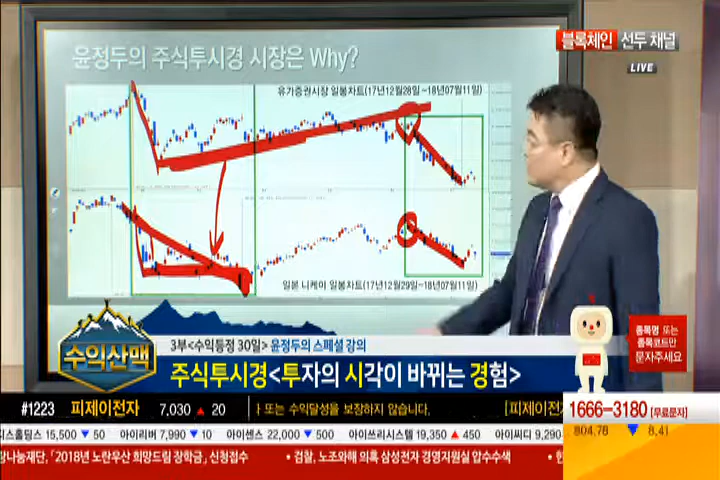 윤정두의 주식투시경 시장은 Why?
블록체인 선두 채널
LIVE
유가증권시장 일봉차트(17년12월28일 ~18년07월11일)
일본 니케이 일봉차트(17년12월29일 ~18년07월11일)
수익산맥
3부<수익등정 30일> 윤정두의 스페셜 강의
주식투시경<투자의 시각이 바뀌는 경험>
종목명 또는
종목코드만
문자주세요
#1223 피제이전자 7,030 ▲ 20 나 또는 수익달성을 보장하지 않습니다. [피제이전
1666-3180 [무료문자]
지스홀딩스 15,500 ▼ 50 아이리버 7,990 ▼ 10 아이센스 22,000 ▼ 500 아이쓰리시스템 19,350 ▲ 450 아이씨디 9,290
804.78 ▼ 8.41
랑나눔재단, 「2018년 노란우산 희망드림 장학금」 신청접수 • 검찰, 노조와해 의혹 삼성전자 경영지원실 압수수색